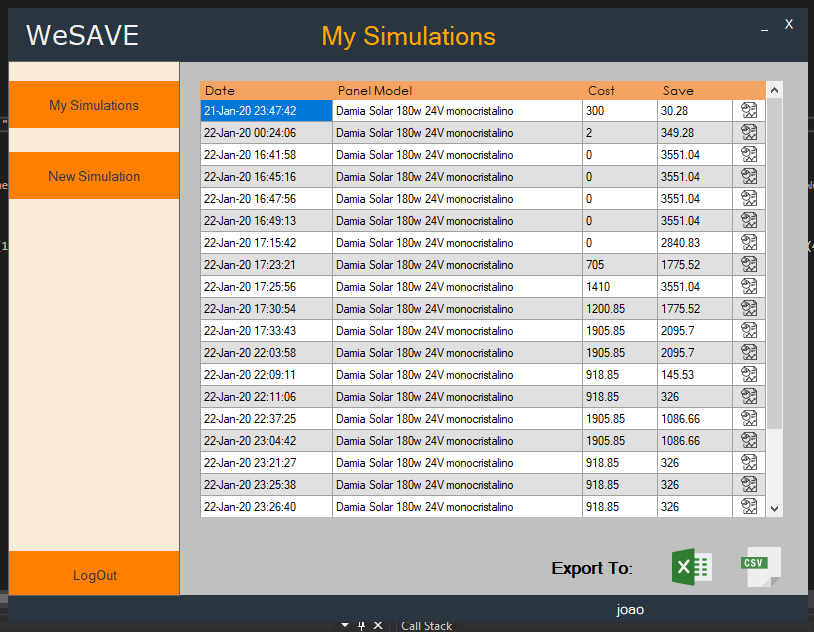 WeSAVE
My Simulations
_ X
My Simulations
New Simulation
LogOut
Date Panel Model Cost Save
21-Jan-20 23:47:42 Damia Solar 180w 24V monocristalino 300 30.28
22-Jan-20 00:24:06 Damia Solar 180w 24V monocristalino 2 349.28
22-Jan-20 16:41:58 Damia Solar 180w 24V monocristalino 0 3551.04
22-Jan-20 16:45:16 Damia Solar 180w 24V monocristalino 0 3551.04
22-Jan-20 16:47:56 Damia Solar 180w 24V monocristalino 0 3551.04
22-Jan-20 16:49:13 Damia Solar 180w 24V monocristalino 0 3551.04
22-Jan-20 17:15:42 Damia Solar 180w 24V monocristalino 0 2840.83
22-Jan-20 17:23:21 Damia Solar 180w 24V monocristalino 705 1775.52
22-Jan-20 17:25:56 Damia Solar 180w 24V monocristalino 1410 3551.04
22-Jan-20 17:30:54 Damia Solar 180w 24V monocristalino 1200.85 1775.52
22-Jan-20 17:33:43 Damia Solar 180w 24V monocristalino 1905.85 2095.7
22-Jan-20 22:03:58 Damia Solar 180w 24V monocristalino 1905.85 2095.7
22-Jan-20 22:09:11 Damia Solar 180w 24V monocristalino 918.85 145.53
22-Jan-20 22:11:06 Damia Solar 180w 24V monocristalino 918.85 326
22-Jan-20 22:37:25 Damia Solar 180w 24V monocristalino 1905.85 1086.66
22-Jan-20 23:04:42 Damia Solar 180w 24V monocristalino 1905.85 1086.66
22-Jan-20 23:21:27 Damia Solar 180w 24V monocristalino 918.85 326
22-Jan-20 23:25:38 Damia Solar 180w 24V monocristalino 918.85 326
22-Jan-20 23:26:40 Damia Solar 180w 24V monocristalino 918.85 326
Export To:
X
CSV
joao
Call Stack